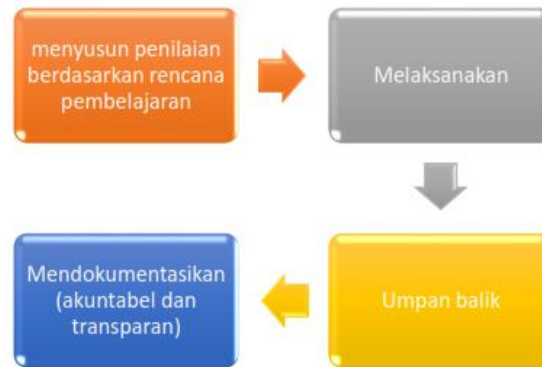 menyusun penilaian
berdasarkan rencana
pembelajaran
Melaksanakan
Umpan balik
Mendokumentasikan
(akuntabel dan
transparan)